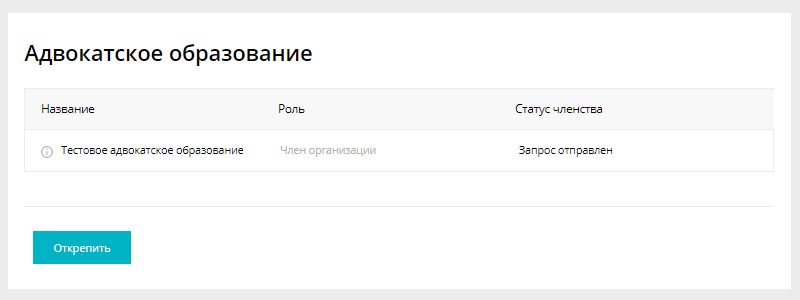 Адвокатское образование
Название Роль Статус членства
Тестовое адвокатское образование Член организации Запрос отправлен
Открепить